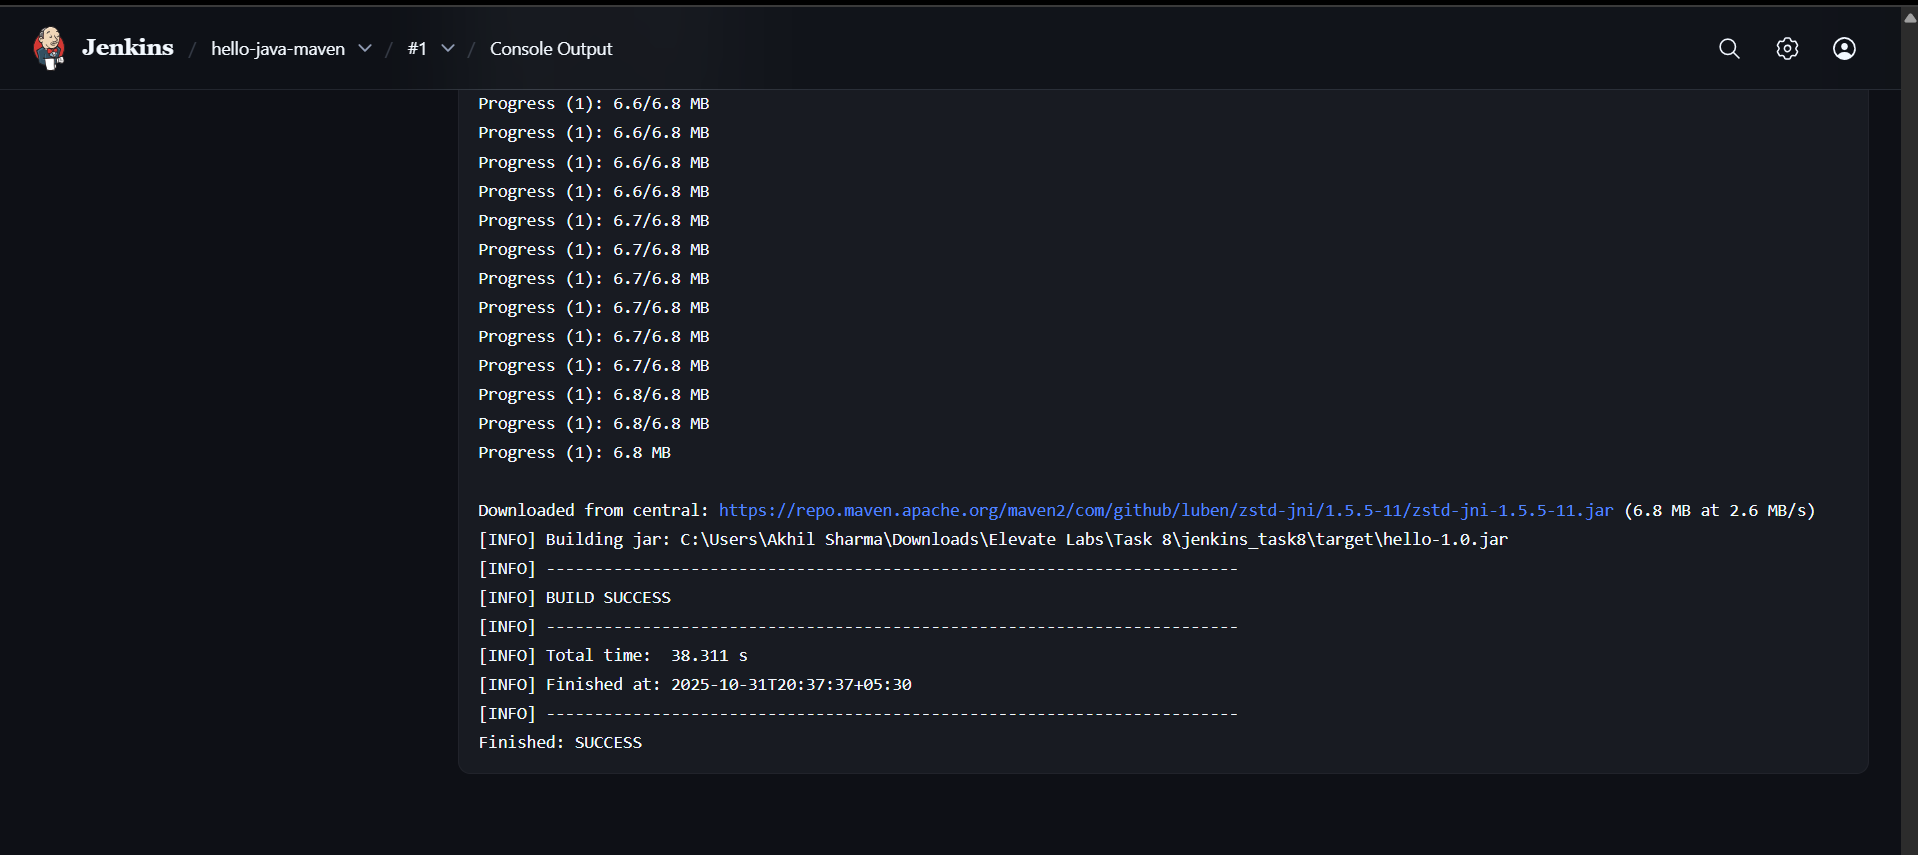 Jenkins / hello-java-maven / #1 / Console Output
Progress (1): 6.6/6.8 MB
Progress (1): 6.6/6.8 MB
Progress (1): 6.6/6.8 MB
Progress (1): 6.6/6.8 MB
Progress (1): 6.7/6.8 MB
Progress (1): 6.7/6.8 MB
Progress (1): 6.7/6.8 MB
Progress (1): 6.7/6.8 MB
Progress (1): 6.7/6.8 MB
Progress (1): 6.7/6.8 MB
Progress (1): 6.8/6.8 MB
Progress (1): 6.8/6.8 MB
Progress (1): 6.8 MB
Downloaded from central: https://repo.maven.apache.org/maven2/com/github/luben/zstd-jni/1.5.5-11/zstd-jni-1.5.5-11.jar (6.8 MB at 2.6 MB/s)
[INFO] Building jar: C:\Users\Akhil Sharma\Downloads\Elevate Labs\Task 8\jenkins_task8\target\hello-1.0.jar
[INFO] ------------------------------------------------------------------------
[INFO] BUILD SUCCESS
[INFO] ------------------------------------------------------------------------
[INFO] Total time:  38.311 s
[INFO] Finished at: 2025-10-31T20:37:37+05:30
[INFO] ------------------------------------------------------------------------
Finished: SUCCESS